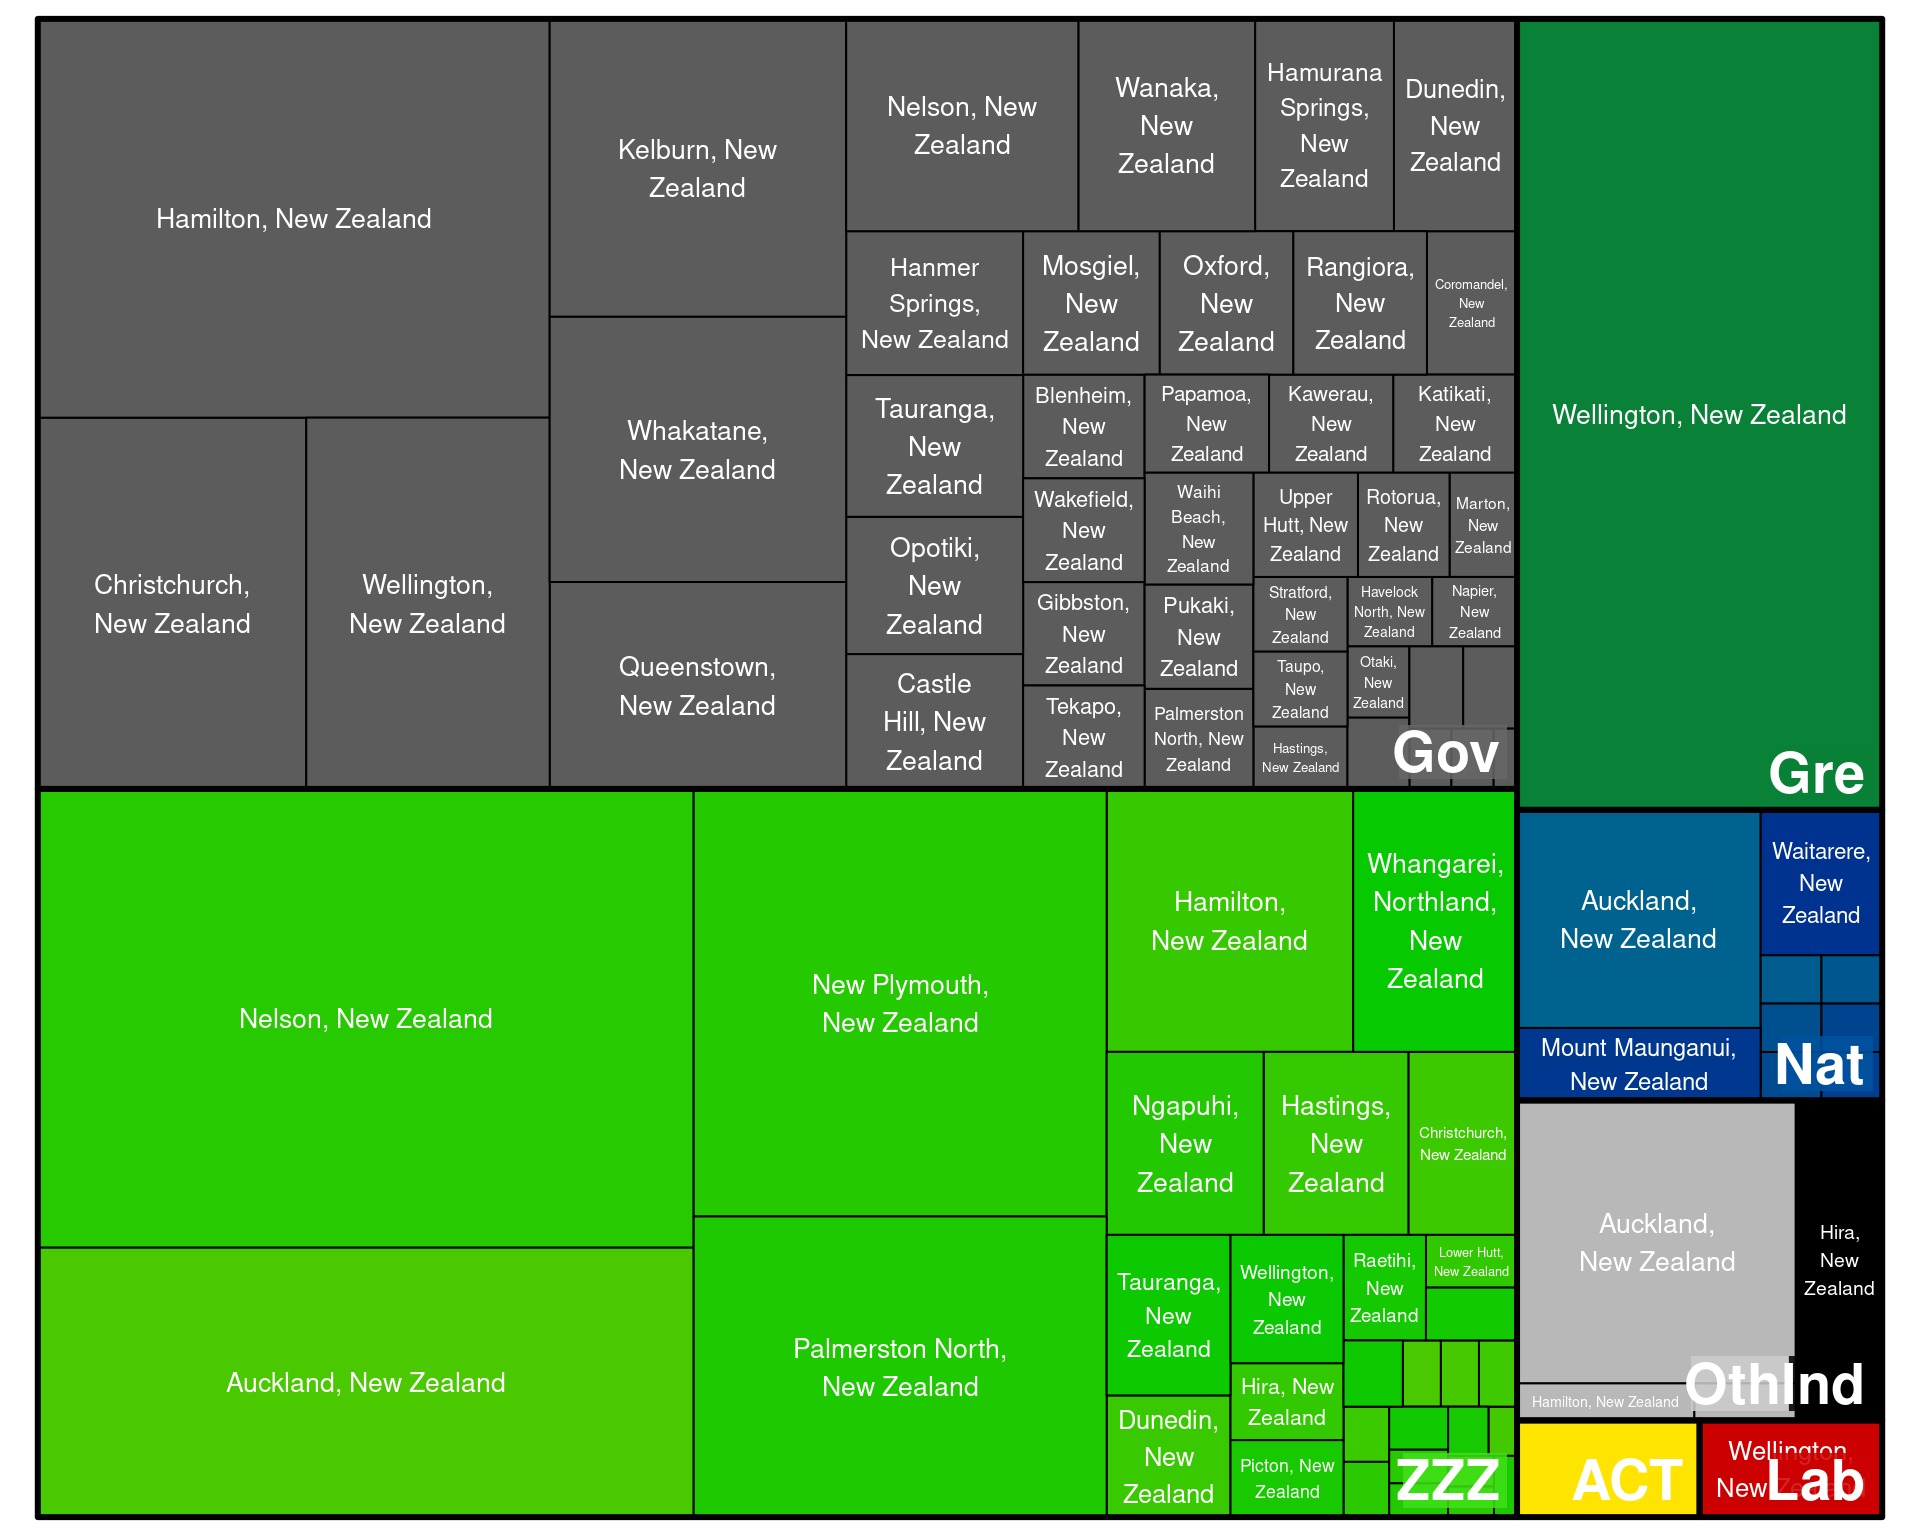 Hamilton, New Zealand
Christchurch,
New Zealand
Wellington,
New Zealand
Kelburn, New
Zealand
Whakatane,
New Zealand
Queenstown,
New Zealand
Nelson, New
Zealand
Wanaka,
New
Zealand
Hamurana
Springs,
New
Zealand
Dunedin,
New
Zealand
Hanmer
Springs,
New Zealand
Mosgiel,
New
Zealand
Oxford,
New
Zealand
Rangiora,
New
Zealand
Coromandel,
New
Zealand
Tauranga,
New
Zealand
Opotiki,
New
Zealand
Castle
Hill, New
Zealand
Blenheim,
New
Zealand
Wakefield,
New
Zealand
Gibbston,
New
Zealand
Tekapo,
New
Zealand
Papamoa,
New
Zealand
Kawerau,
New
Zealand
Katikati,
New
Zealand
Waihi
Beach,
New
Zealand
Pukaki,
New
Zealand
Palmerston
North, New
Zealand
Upper
Hutt, New
Zealand
Rotorua,
New
Zealand
Marton,
New
Zealand
Stratford,
New
Zealand
Taupo,
New
Zealand
Hastings,
New Zealand
Havelock
North, New
Zealand
Napier,
New
Zealand
Otaki,
New
Zealand
Gov
Nelson, New Zealand
Auckland, New Zealand
New Plymouth,
New Zealand
Palmerston North,
New Zealand
Hamilton,
New Zealand
Whangarei,
Northland,
New
Zealand
Ngapuhi,
New
Zealand
Hastings,
New
Zealand
Christchurch,
New Zealand
Tauranga,
New
Zealand
Dunedin,
New
Zealand
Wellington,
New
Zealand
Hira, New
Zealand
Picton, New
Zealand
Raetihi,
New
Zealand
Lower Hutt,
New Zealand
ZZZ
Wellington, New Zealand
Gre
Auckland,
New Zealand
Mount Maunganui,
New Zealand
Waitarere,
New
Zealand
Nat
Auckland,
New Zealand
Hamilton, New Zealand
Hira,
New
Zealand
OthInd
ACT
Wellington,
New Zealand
Lab